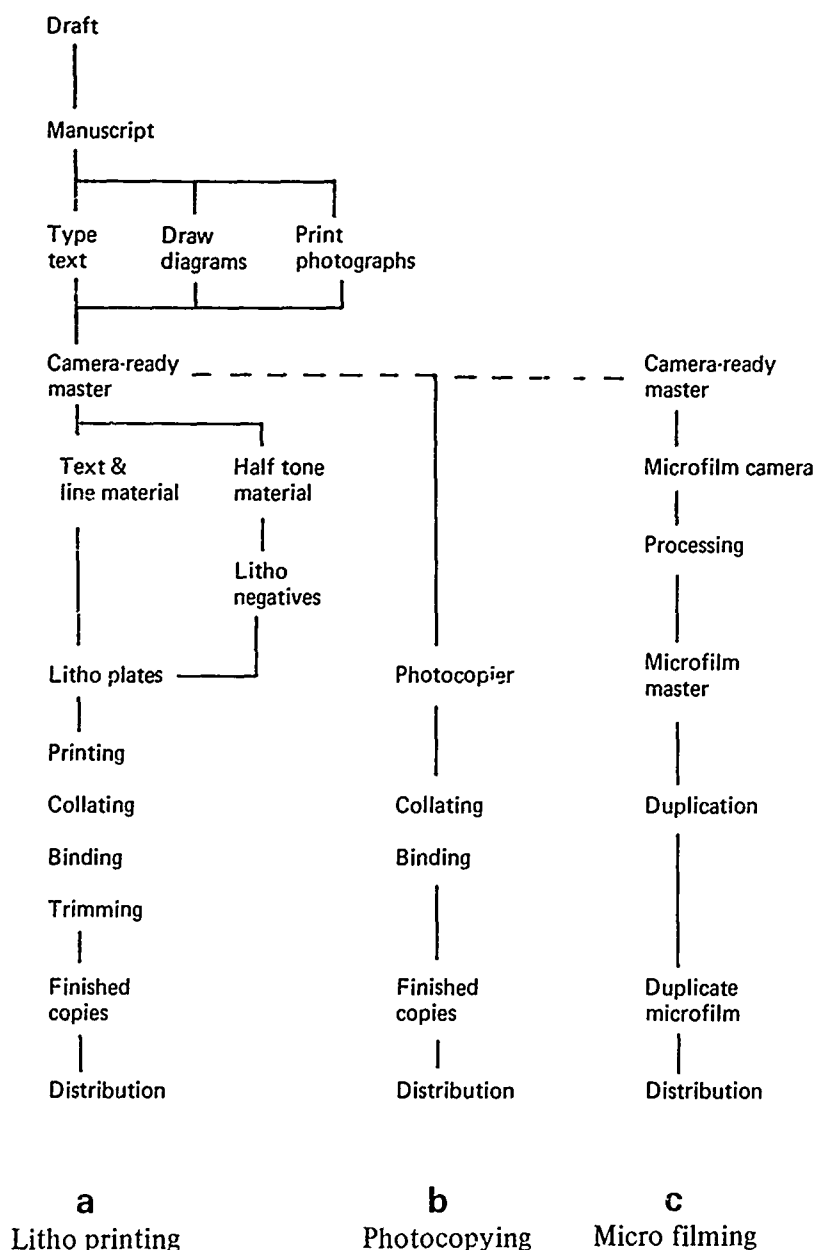 Draft
Manuscript
Type
text
Draw
diagrams
Print
photographs
Camera-ready
master
Camera-ready
master
Text &
line material
Half tone
material
Microfilm camera
Processing
Litho
negatives
Litho plates
Photocopier
Microfilm
master
Printing
Collating
Collating
Duplication
Binding
Binding
Trimming
Finished
copies
Finished
copies
Duplicate
microfilm
Distribution
Distribution
Distribution
a
b
c
Litho printing
Photocopying
Micro filming